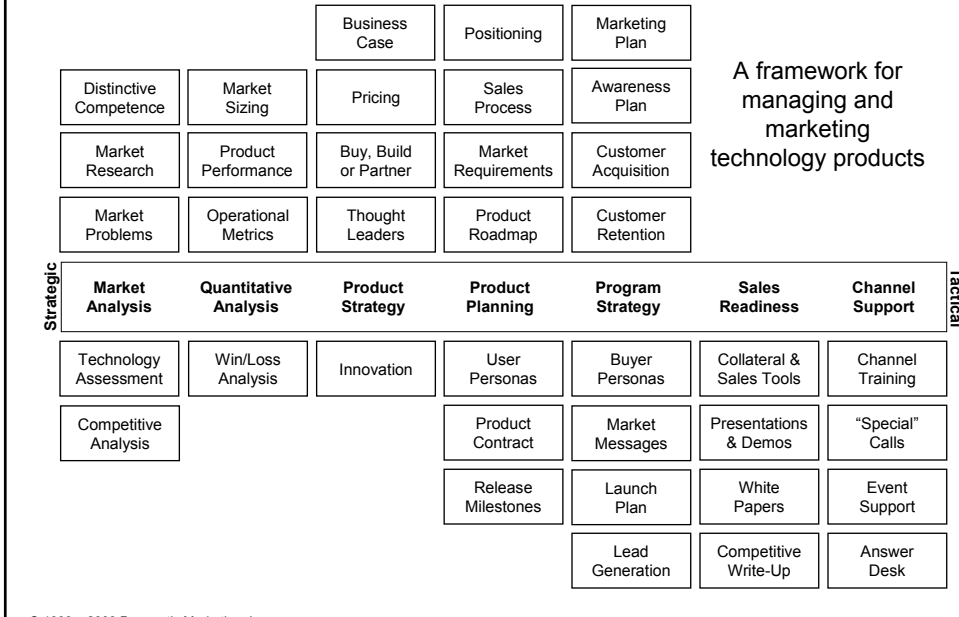 Business
Case
Positioning
Marketing
Plan
A framework for
managing and
marketing
technology products
Distinctive
Competence
Market
Sizing
Pricing
Sales
Process
Awareness
Plan
Market
Research
Product
Performance
Buy, Build
or Partner
Market
Requirements
Customer
Acquisition
Market
Problems
Operational
Metrics
Thought
Leaders
Product
Roadmap
Customer
Retention
Strategic
Market
Analysis
Quantitative
Analysis
Product
Strategy
Product
Planning
Program
Strategy
Sales
Readiness
Channel
Support
Tactical
Technology
Assessment
Win/Loss
Analysis
Innovation
User
Personas
Buyer
Personas
Collateral &
Sales Tools
Channel
Training
Competitive
Analysis
Product
Contract
Market
Messages
Presentations
& Demos
“Special”
Calls
Release
Milestones
Launch
Plan
White
Papers
Event
Support
Lead
Generation
Competitive
Write-Up
Answer
Desk